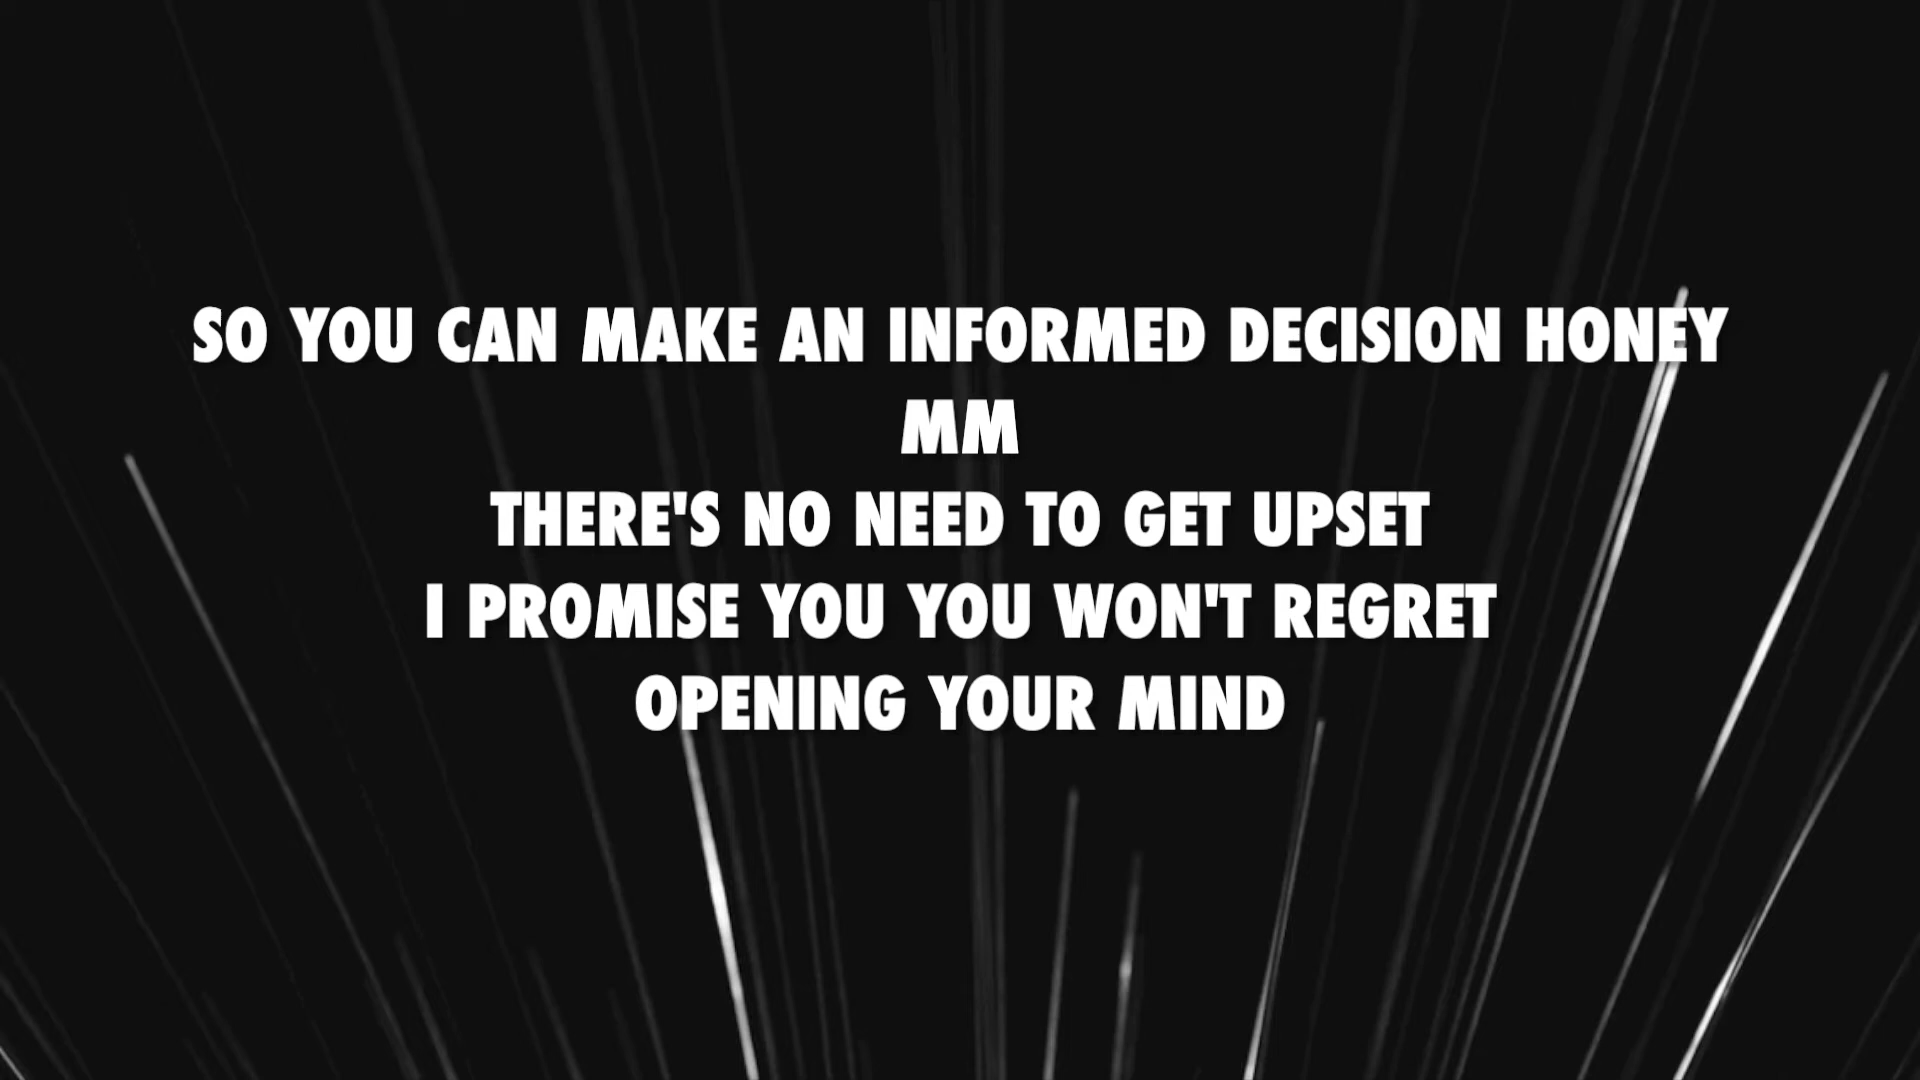 SO YOU CAN MAKE AN INFORMED DECISION HONEY
MM
THERE'S NO NEED TO GET UPSET
I PROMISE YOU YOU WON'T REGRET
OPENING YOUR MIND